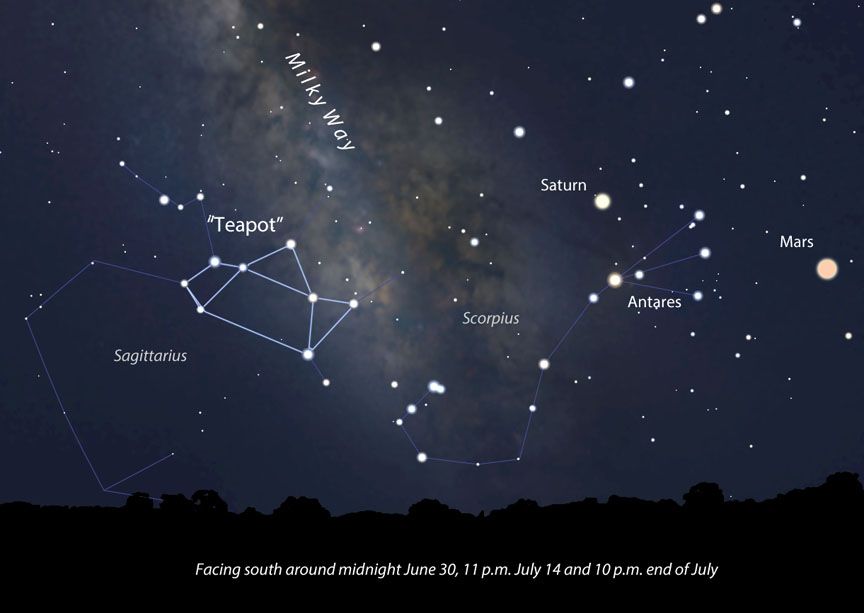 Milky Way
Saturn
"Teapot"
Mars
Antares
Scorpius
Sagittarius
Facing south around midnight June 30, 11 p.m. July 14 and 10 p.m. end of July